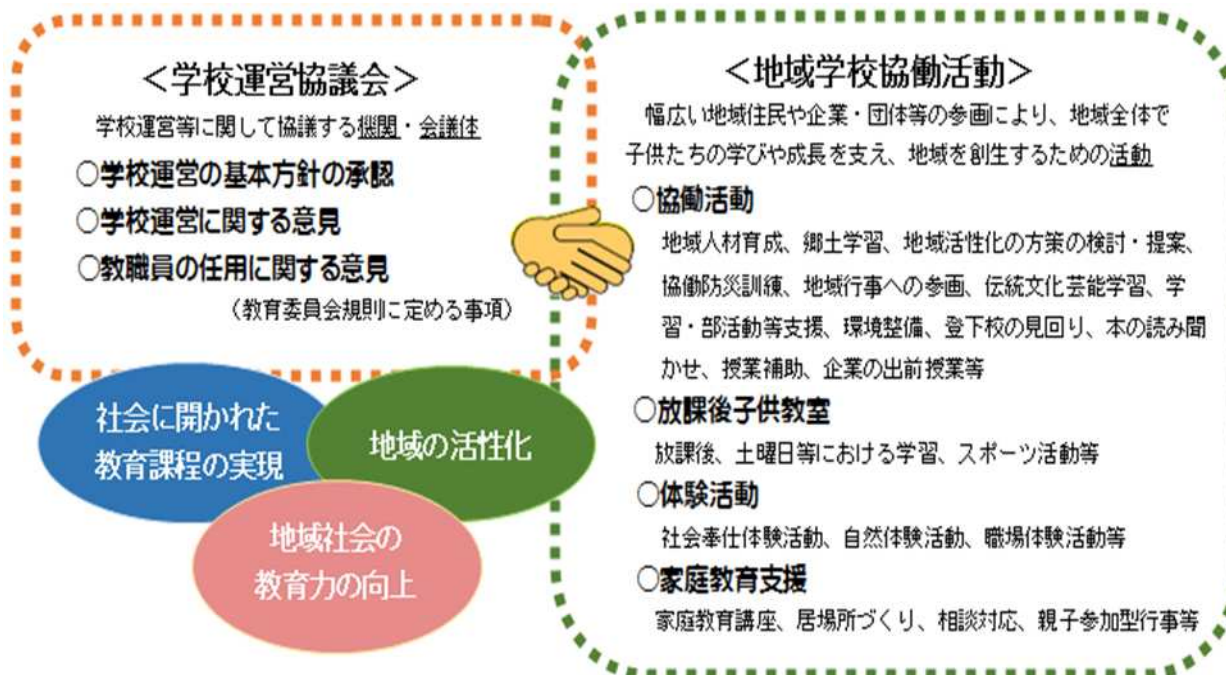 <学校運営協議会>
学校運営等に関して協議する機関・会議体
○学校運営の基本方針の承認
○学校運営に関する意見
○教職員の任用に関する意見
(教育委員会規則に定める事項)
社会に開かれた
教育課程の実現
地域の活性化
地域社会の
教育力の向上
<地域学校協働活動>
幅広い地域住民や企業・団体等の参画により、地域全体で
子供たちの学びや成長を支え、地域を創生するための活動
○協働活動
地域人材育成、郷土学習、地域活性化の方策の検討・提案、
協働防災訓練、地域行事への参画、伝統文化芸能学習、学
習・部活動等支援、環境整備、登下校の見回り、本の読み聞
かせ、授業補助、企業の出前授業等
○放課後子供教室
放課後、土曜日等における学習、スポーツ活動等
○体験活動
社会奉仕体験活動、自然体験活動、職場体験活動等
○家庭教育支援
家庭教育講座、居場所づくり、相談対応、親子参加型行事等